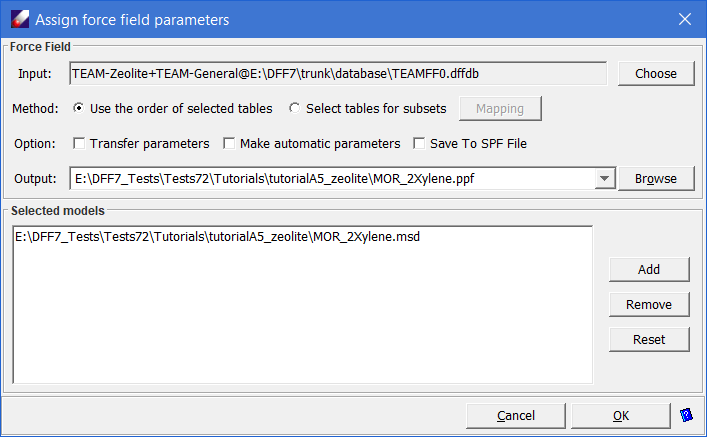 Assign force field parameters
Force Field
Input: TEAM-Zeolite+TEAM-General@E:\DFF7\trunk\database\TEAMFF0.dffdb Choose
Method: Use the order of selected tables Select tables for subsets Mapping
Option: Transfer parameters Make automatic parameters Save To SPF File
Output: E:\DFF7_Tests\Tests72\Tutorials\tutorialA5_zeolite\MOR_2Xylene.ppf Browse
Selected models
E:\DFF7_Tests\Tests72\Tutorials\tutorialA5_zeolite\MOR_2Xylene.msd
Add
Remove
Reset
Cancel OK ?